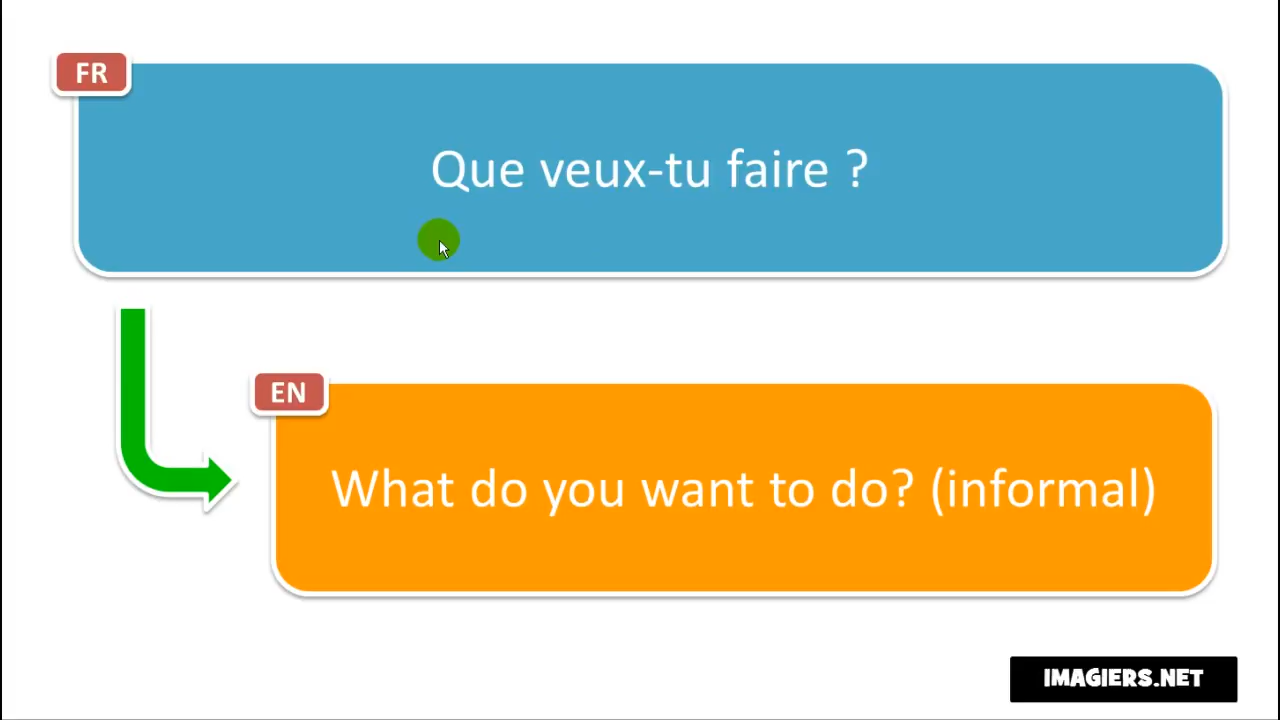 FR
Que veux-tu faire ?
EN
What do you want to do? (informal)
IMAGIERS.NET